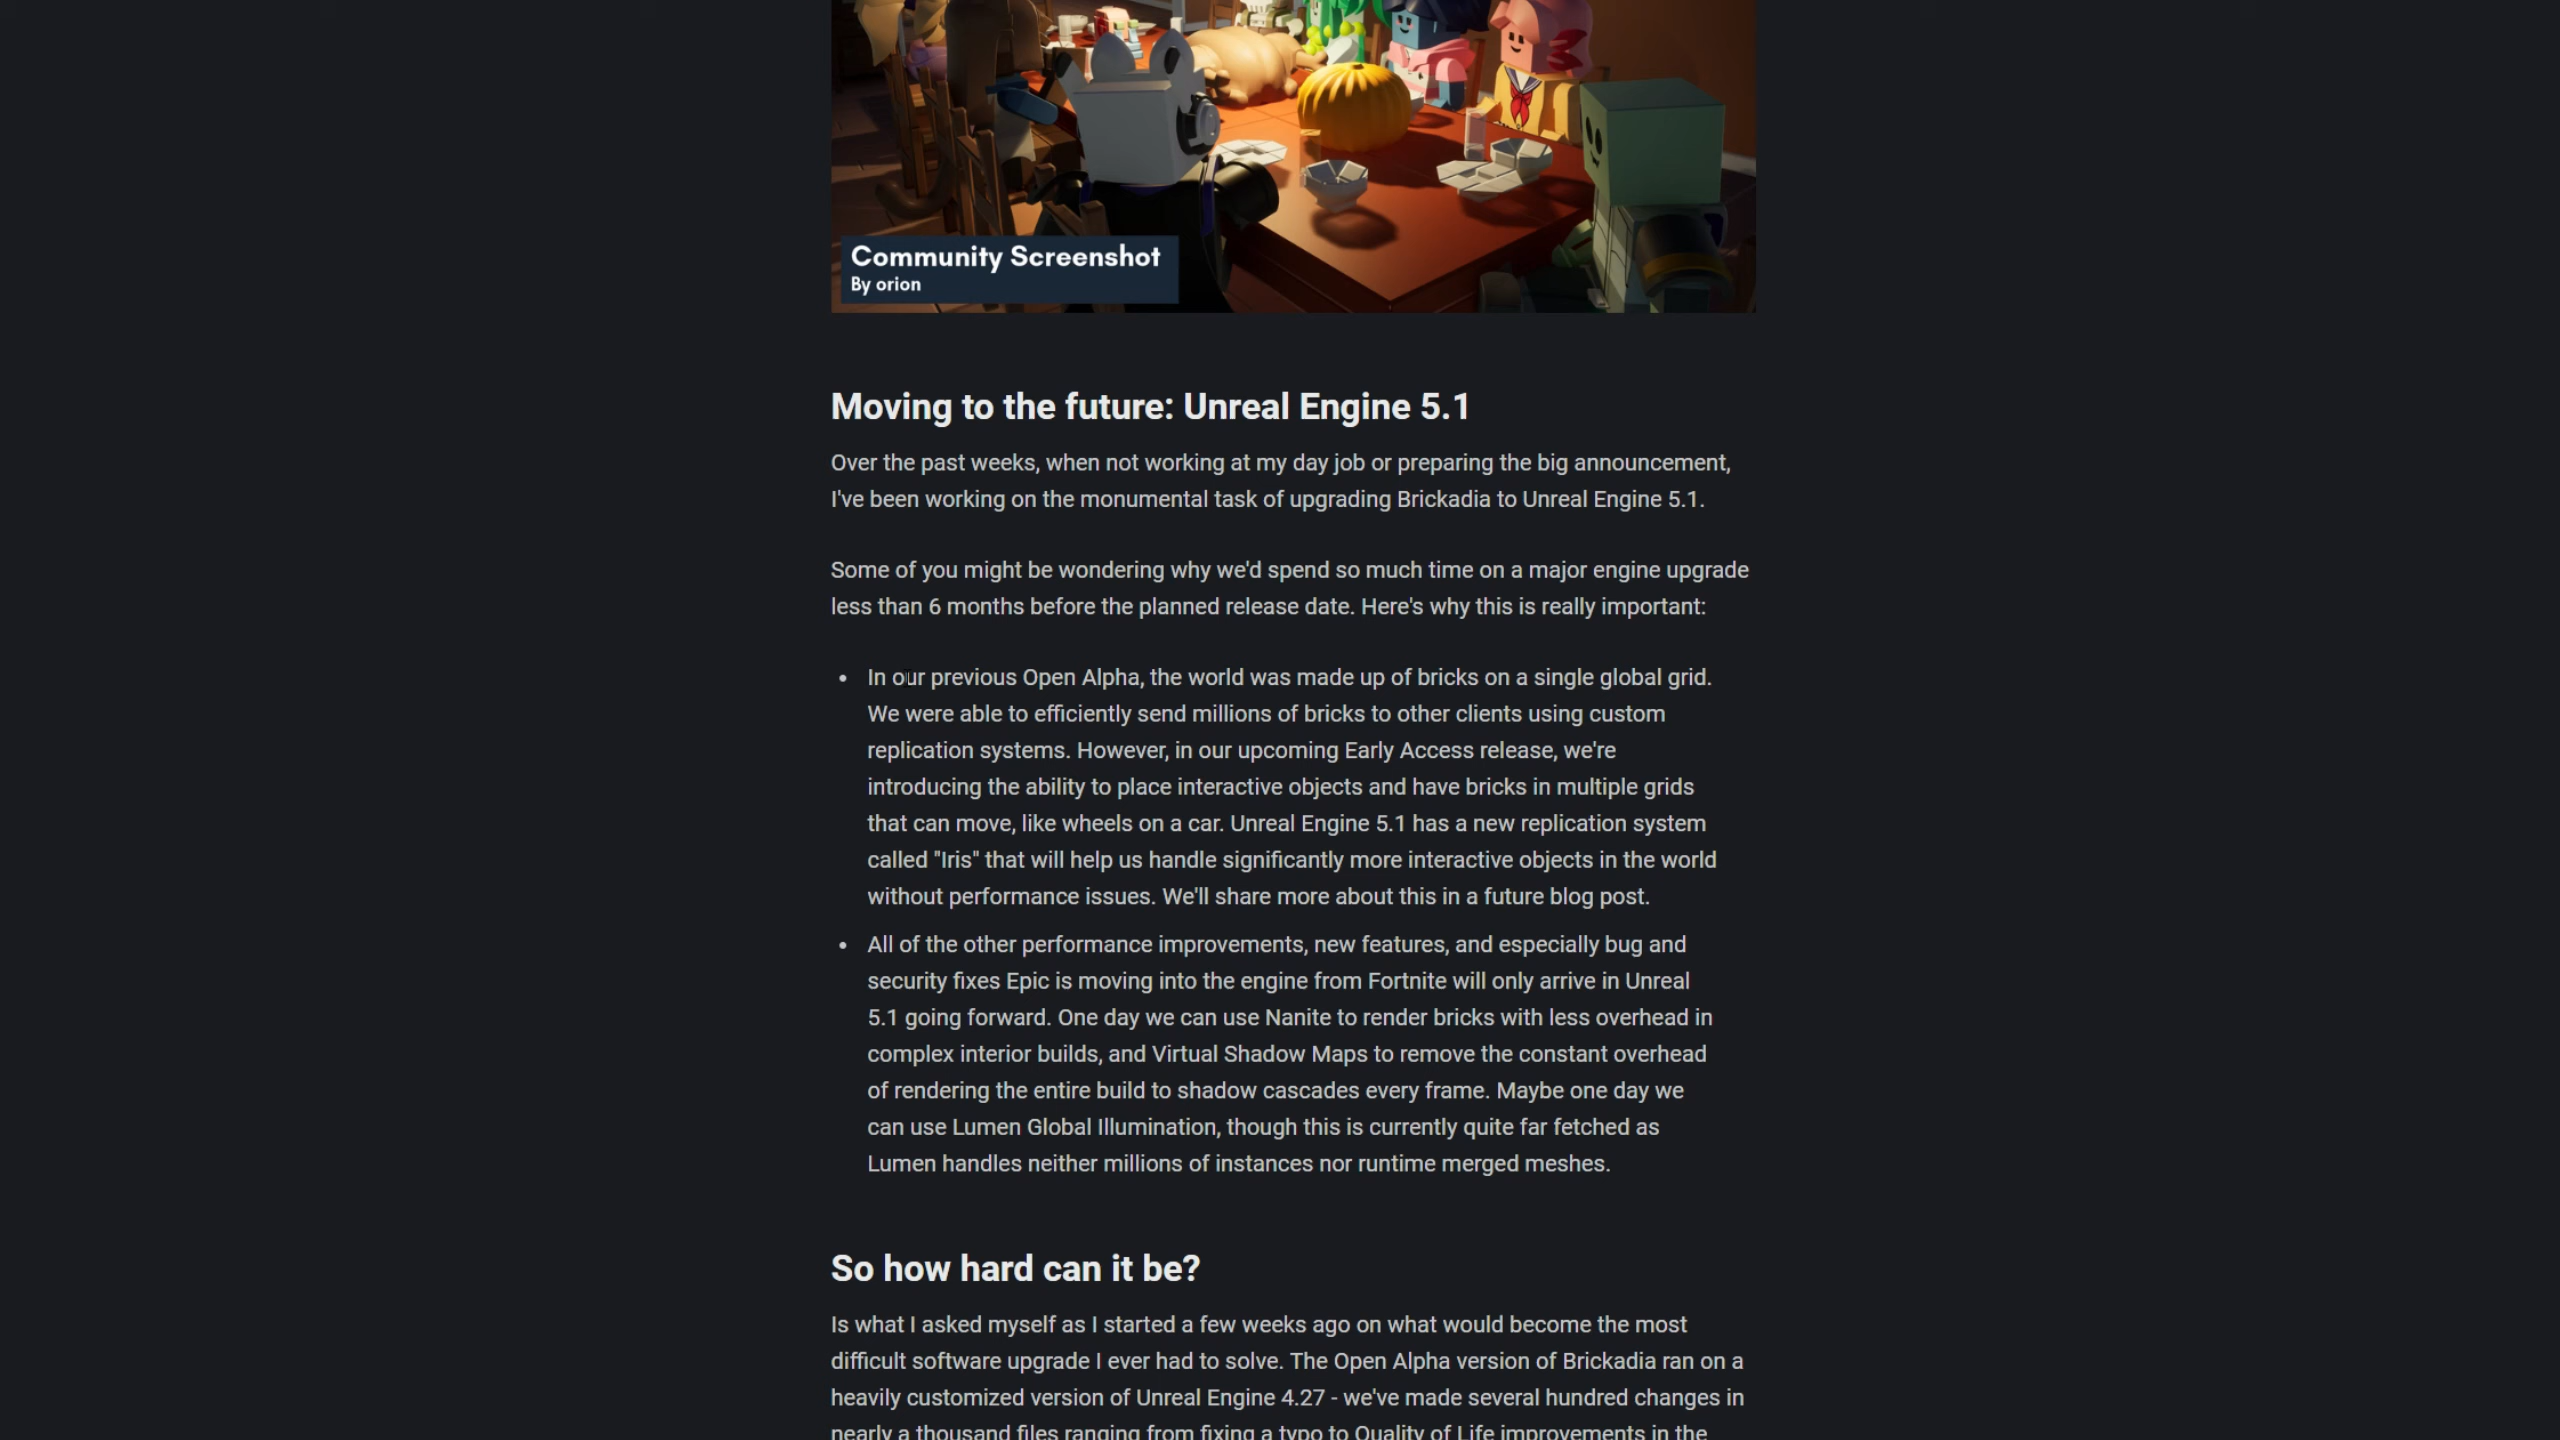 Community Screenshot
By orion
Moving to the future: Unreal Engine 5.1
Over the past weeks, when not working at my day job or preparing the big announcement,
I've been working on the monumental task of upgrading Brickadia to Unreal Engine 5.1.
Some of you might be wondering why we'd spend so much time on a major engine upgrade
less than 6 months before the planned release date. Here's why this is really important:
• In our previous Open Alpha, the world was made up of bricks on a single global grid.
We were able to efficiently send millions of bricks to other clients using custom
replication systems. However, in our upcoming Early Access release, we're
introducing the ability to place interactive objects and have bricks in multiple grids
that can move, like wheels on a car. Unreal Engine 5.1 has a new replication system
called "Iris" that will help us handle significantly more interactive objects in the world
without performance issues. We'll share more about this in a future blog post.
• All of the other performance improvements, new features, and especially bug and
security fixes Epic is moving into the engine from Fortnite will only arrive in Unreal
5.1 going forward. One day we can use Nanite to render bricks with less overhead in
complex interior builds, and Virtual Shadow Maps to remove the constant overhead
of rendering the entire build to shadow cascades every frame. Maybe one day we
can use Lumen Global Illumination, though this is currently quite far fetched as
Lumen handles neither millions of instances nor runtime merged meshes.
So how hard can it be?
Is what I asked myself as I started a few weeks ago on what would become the most
difficult software upgrade I ever had to solve. The Open Alpha version of Brickadia ran on a
heavily customized version of Unreal Engine 4.27 - we've made several hundred changes in
nearly a thousand files ranging from fixing a typo to Quality of Life improvements in the